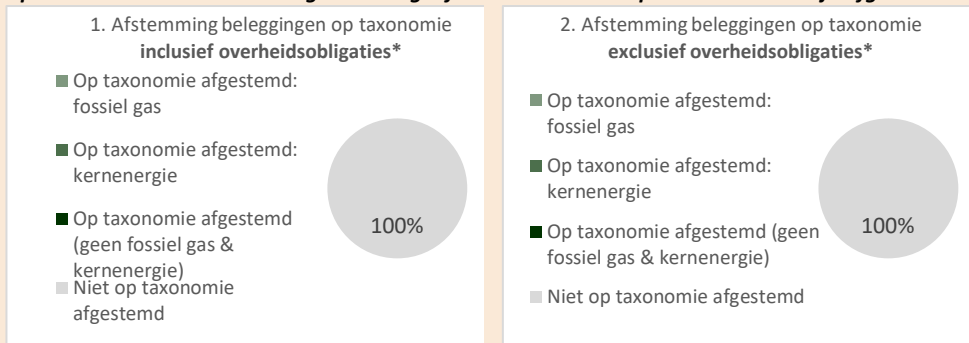 1. Afstemming beleggingen op taxonomie
inclusief overheidsobligaties*
Op taxonomie afgestemd:
fossiel gas
Op taxonomie afgestemd:
kernenergie
Op taxonomie afgestemd
(geen fossiel gas &
kernenergie)
Niet op taxonomie
afgestemd
100%
2. Afstemming beleggingen op taxonomie
exclusief overheidsobligaties*
Op taxonomie afgestemd:
fossiel gas
Op taxonomie afgestemd:
kernenergie
Op taxonomie afgestemd (geen
fossiel gas & kernenergie)
Niet op taxonomie afgestemd
100%